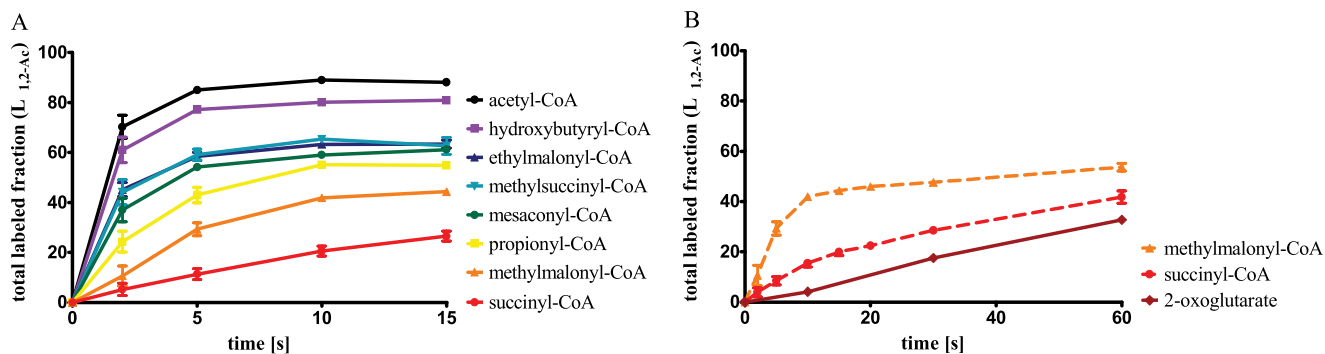 A
total labeled fraction (L 1,2-Ac)
100
80
60
40
20
0
0
5
10
15
time [s]
acetyl-CoA
hydroxybutyryl-CoA
ethylmalonyl-CoA
methylsuccinyl-CoA
mesaconyl-CoA
propionyl-CoA
methylmalonyl-CoA
succinyl-CoA
B
total labeled fraction (L 1,2-Ac)
100
80
60
40
20
0
0
20
40
60
time [s]
methylmalonyl-CoA
succinyl-CoA
2-oxoglutarate